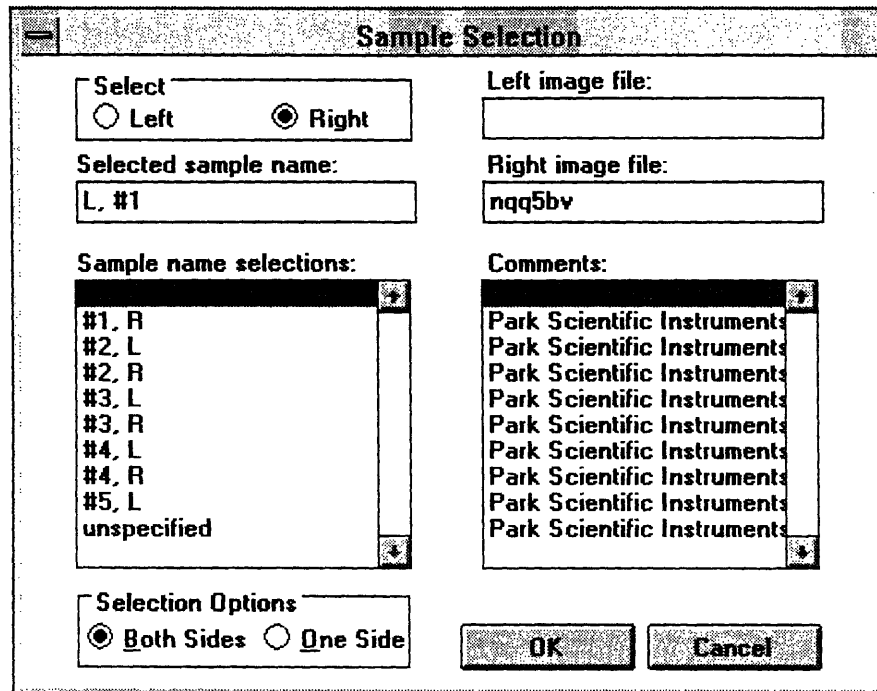 Sample Selection
Select
Left Right
Left image file:
Selected sample name:
L, #1
Right image file:
nqq5bv
Sample name selections:
#1, R
#2, L
#2, R
#3, L
#3, R
#4, L
#4, R
#5, L
unspecified
Comments:
Park Scientific Instruments
Park Scientific Instruments
Park Scientific Instruments
Park Scientific Instruments
Park Scientific Instruments
Park Scientific Instruments
Park Scientific Instruments
Park Scientific Instruments
Park Scientific Instruments
Selection Options
Both Sides One Side
OK Cancel